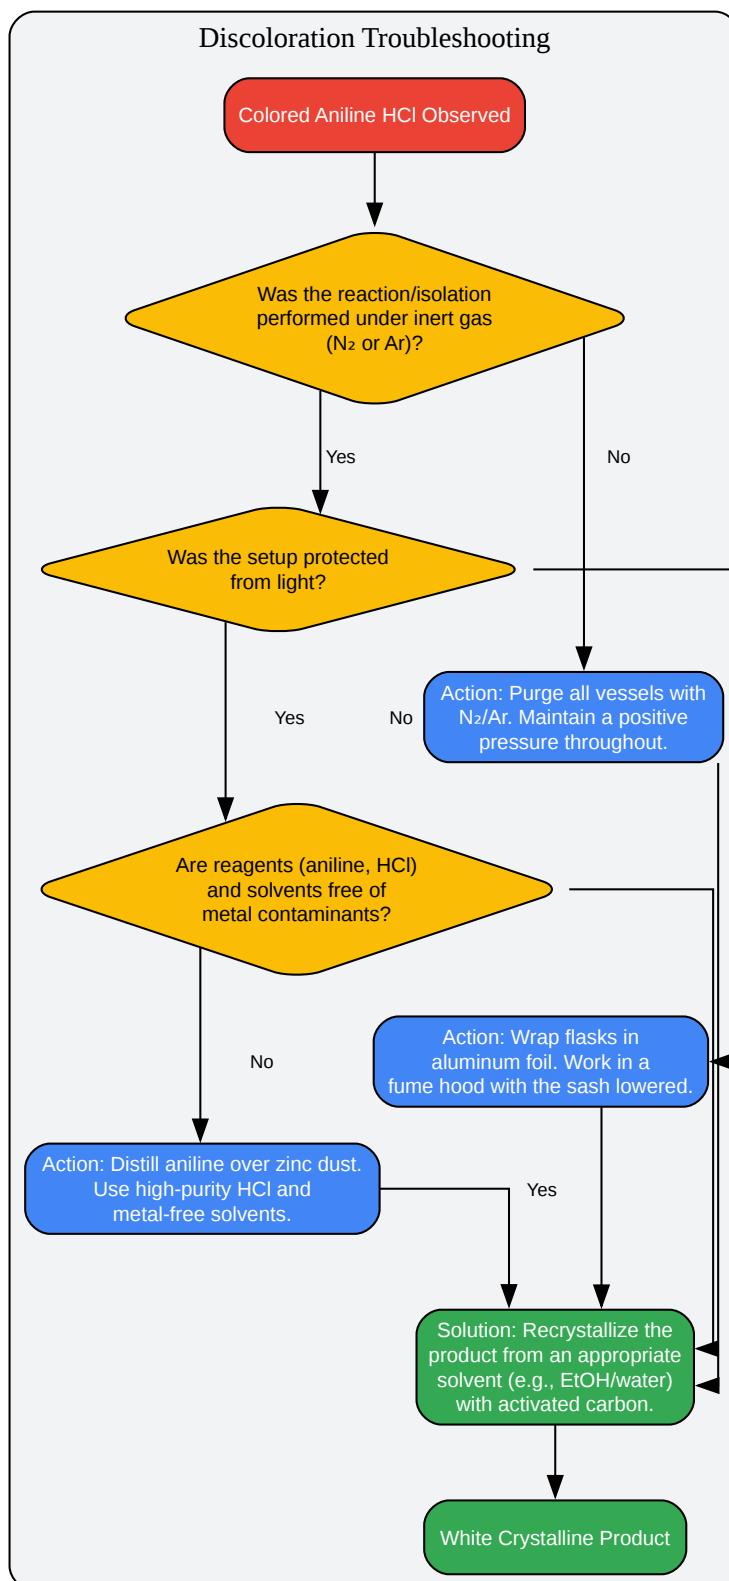 Discoloration Troubleshooting
Colored Aniline HCl Observed
Was the reaction/isolation
performed under inert gas
(N₂ or Ar)?
Yes
No
Was the setup protected
from light?
Action: Purge all vessels with
N₂/Ar. Maintain a positive
pressure throughout.
Yes
No
Are reagents (aniline, HCl)
and solvents free of
metal contaminants?
Action: Wrap flasks in
aluminum foil. Work in a
fume hood with the sash lowered.
No
Action: Distill aniline over zinc dust.
Use high-purity HCl and
metal-free solvents.
Yes
Solution: Recrystallize the
product from an appropriate
solvent (e.g., EtOH/water)
with activated carbon.
White Crystalline Product